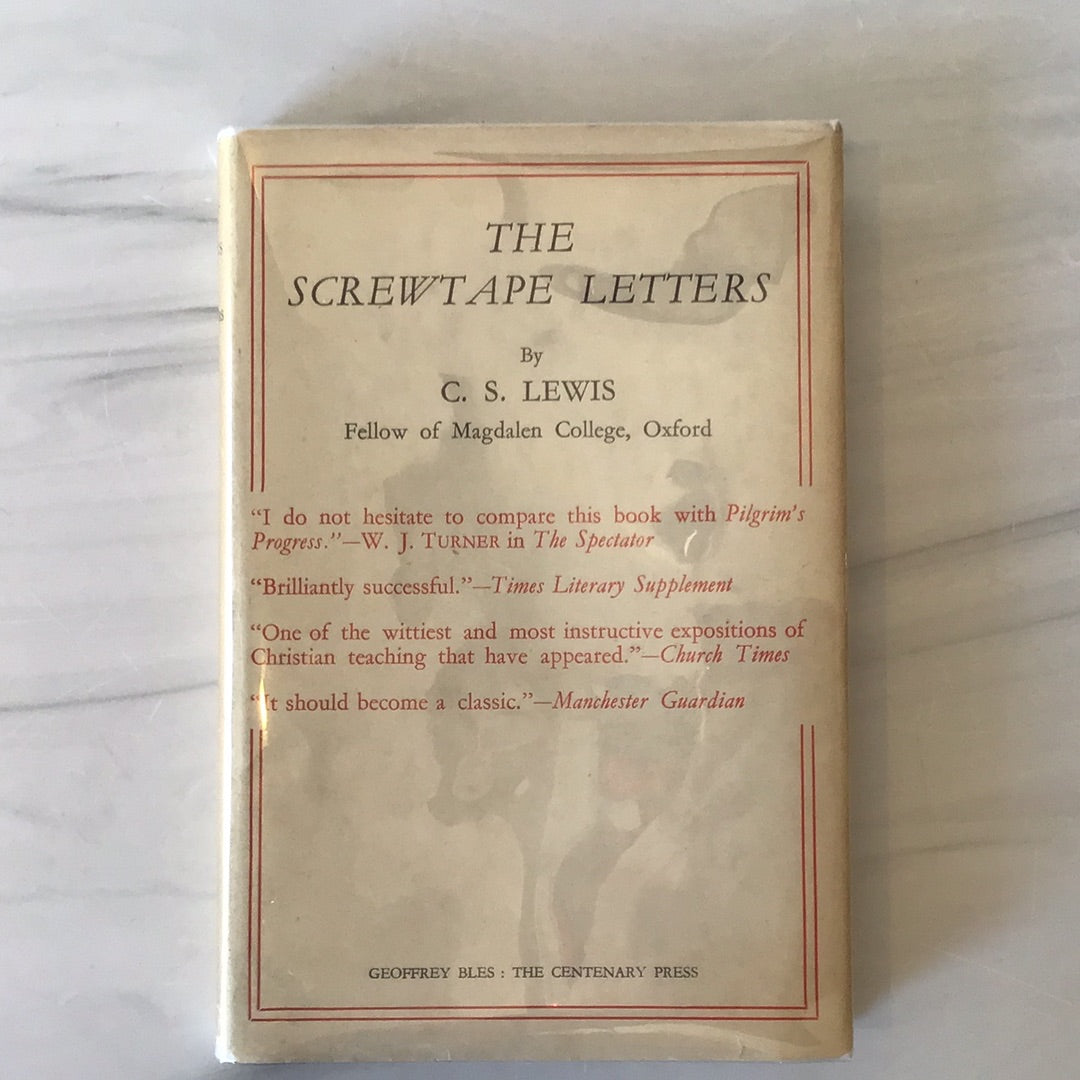 THE
SCREWTAPE LETTERS
By
C. S. LEWIS
Fellow of Magdalen College, Oxford
“I do not hesitate to compare this book with Pilgrim’s
Progress.”—W. J. TURNER in The Spectator
“Brilliantly successful.”—Times Literary Supplement
“One of the wittiest and most instructive expositions of
Christian teaching that have appeared.”—Church Times
“It should become a classic.”—Manchester Guardian
GEOFFREY BLES : THE CENTENARY PRESS